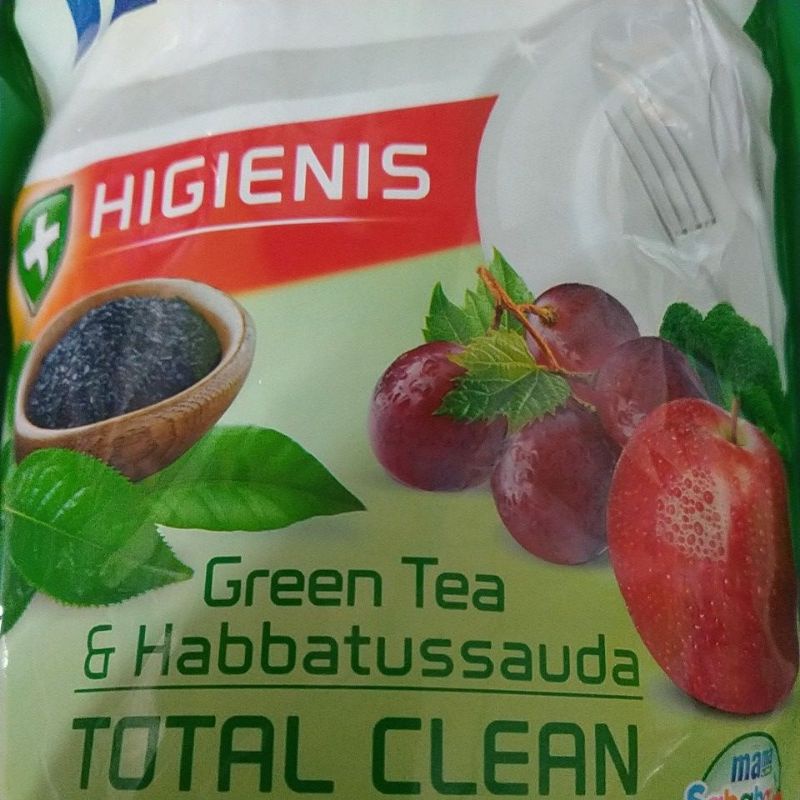 HIGIENIS
Green Tea
& Habbatussauda
TOTAL CLEAN